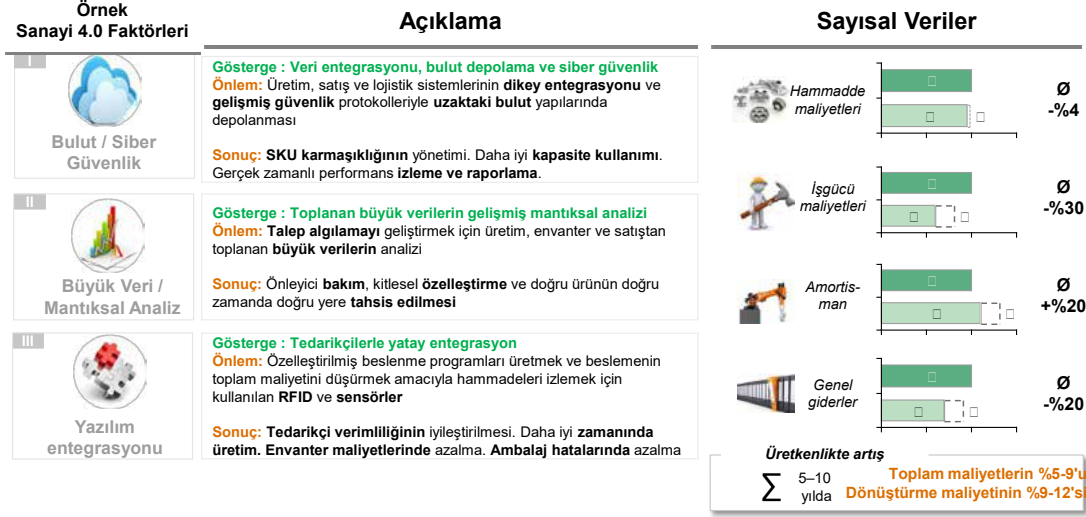 Örnek
Sanayi 4.0 Faktörleri
Açıklama
Sayısal Veriler
I
Bulut / Siber
Güvenlik
Gösterge : Veri entegrasyonu, bulut depolama ve siber güvenlik
Önlem: Üretim, satış ve lojistik sistemlerinin dikey entegrasyonu ve
gelişmiş güvenlik protokolleriyle uzaktaki bulut yapılarında
depolanması
Sonuç: SKU karmaşıklığının yönetimi. Daha iyi kapasite kullanımı.
Gerçek zamanlı performans izleme ve raporlama.
II
Büyük Veri /
Mantıksal Analiz
Gösterge : Toplanan büyük verilerin gelişmiş mantıksal analizi
Önlem: Talep algılamayı geliştirmek için üretim, envanter ve satıştan
toplanan büyük verilerin analizi
Sonuç: Önleyici bakım, kitlesel özelleştirme ve doğru ürünün doğru
zamanda doğru yere tahsis edilmesi
III
Yazılım
entegrasyonu
Gösterge : Tedarikçilerle yatay entegrasyon
Önlem: Özelleştirilmiş beslenme programları üretmek ve beslemenin
toplam maliyetini düşürmek amacıyla hammadeleri izlemek için
kullanılan RFID ve sensörler
Sonuç: Tedarikçi verimliliğinin iyileştirilmesi. Daha iyi zamanında
üretim. Envanter maliyetlerinde azalma. Ambalaj hatalarında azalma
Hammadde
maliyetleri
Ø
-%4
İşgücü
maliyetleri
Ø
-%30
Amortis-
man
Ø
+%20
Genel
giderler
Ø
-%20
Üretkenlikte artış
∑
5–10
yılda
Toplam maliyetlerin %5-9'u
Dönüştürme maliyetinin %9-12's